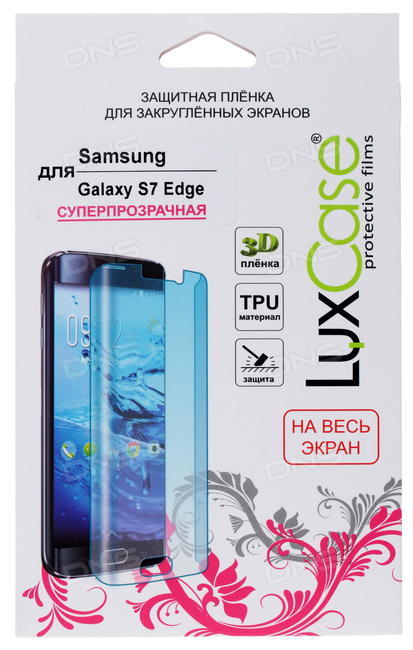 ЗАЩИТНАЯ ПЛЁНКА
ДЛЯ ЗАКРУГЛЁННЫХ ЭКРАНОВ
для
Samsung
Galaxy S7 Edge
СУПЕРПРОЗРАЧНАЯ
3D
плёнка
TPU
материал
защита
LuxCase®
protective films
НА ВЕСЬ
ЭКРАН
DNS